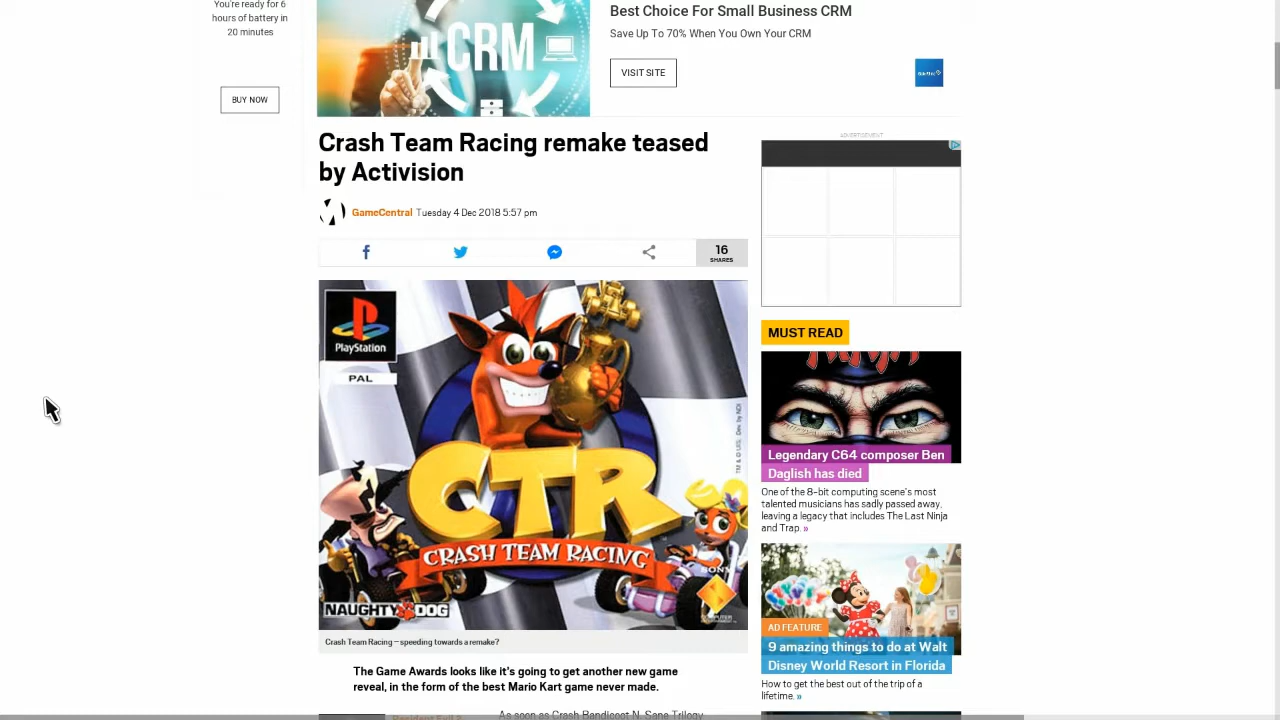 You're ready for 6
hours of battery in
20 minutes
BUY NOW
CRM
Best Choice For Small Business CRM
Save Up To 70% When You Own Your CRM
VISIT SITE
Crash Team Racing remake teased
by Activision
GameCentral Tuesday 4 Dec 2018 5:57 pm
16
SHARES
PlayStation
PAL
CTR
CRASH TEAM RACING
NAUGHTY DOG
SONY
Crash Team Racing – speeding towards a remake?
The Game Awards looks like it's going to get another new game
reveal, in the form of the best Mario Kart game never made.
Resident Evil 2
As soon as Crash Bandicoot N. Sane Trilogy
ADVERTISEMENT
MUST READ
Legendary C64 composer Ben
Daglish has died
One of the 8-bit computing scene's most
talented musicians has sadly passed away,
leaving a legacy that includes The Last Ninja
and Trap. »
AD FEATURE
9 amazing things to do at Walt
Disney World Resort in Florida
How to get the best out of the trip of a
lifetime. »